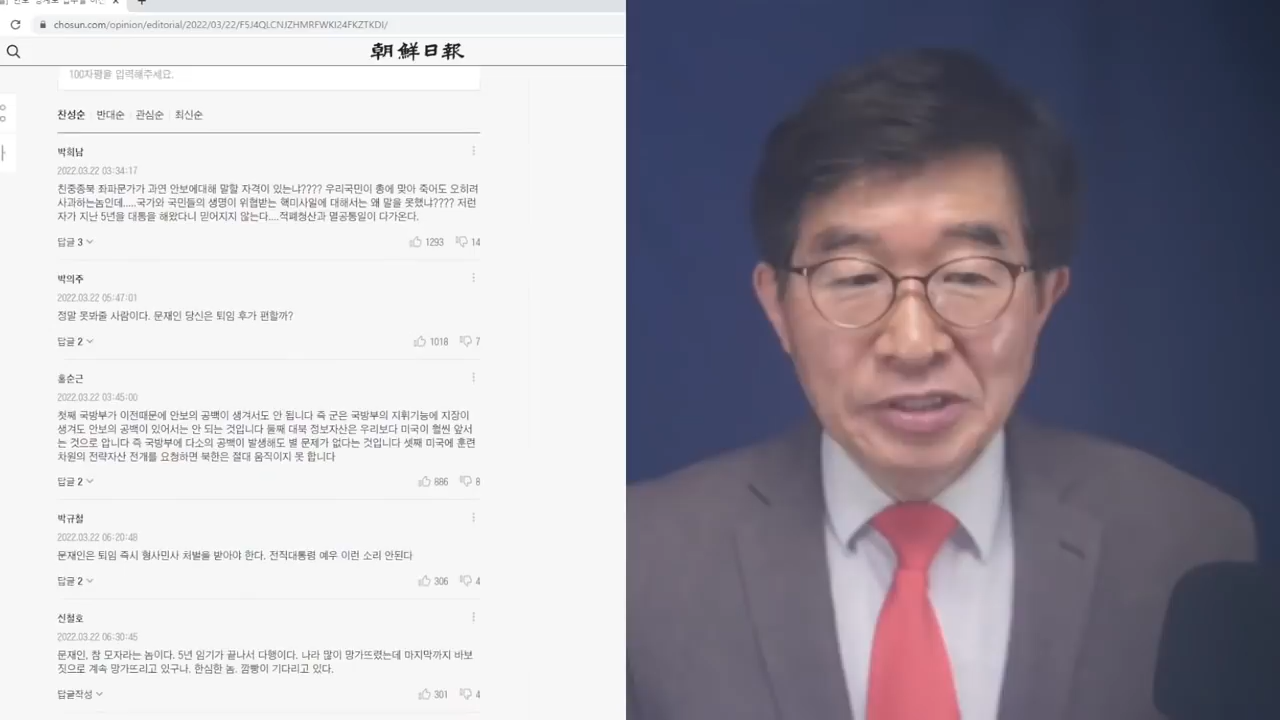 chosun.com/opinion/editorial/2022/03/22/F5J4QLCNJZHMRFWKI24FKZTKDI/
朝鮮日報
100자평을 입력해주세요.
찬성순 반대순 관심순 최신순
박희남
2022.03.22 03:34:17
친중종북 좌파문가가 과연 안보에대해 말할 자격이 있는냐???? 우리국민이 총에 맞아 죽어도 오히려
사과하는놈인데.....국가와 국민들의 생명이 위협받는 핵미사일에 대해서는 왜 말을 못했냐???? 저런
자가 지난 5년을 대통을 해왔다니 믿어지지 않는다....적폐청산과 멸공통일이 다가온다.
답글 3 1293 14
박의주
2022.03.22 05:47:01
정말 못봐줄 사람이다. 문재인 당신은 퇴임 후가 편할까?
답글 2 1018 7
홍순근
2022.03.22 03:45:00
첫째 국방부가 이전때문에 안보의 공백이 생겨서도 안 됩니다 즉 군은 국방부의 지휘기능에 지장이
생겨도 안보의 공백이 있어서는 안 되는 것입니다 둘째 대북 정보자산은 우리보다 미국이 훨씬 앞서
는 것으로 압니다 즉 국방부에 다소의 공백이 발생해도 별 문제가 없다는 것입니다 셋째 미국에 훈련
차원의 전략자산 전개를 요청하면 북한은 절대 움직이지 못 합니다
답글 2 886 8
박규철
2022.03.22 06:20:48
문재인은 퇴임 즉시 형사민사 처벌을 받아야 한다. 전직대통령 예우 이런 소리 안된다
답글 2 306 4
신철호
2022.03.22 06:30:45
문재인, 참 모자라는 놈이다. 5년 임기가 끝나서 다행이다. 나라 많이 망가뜨렸는데 마지막까지 바보
짓으로 계속 망가뜨리고 있구나. 한심한 놈. 깜빵이 기다리고 있다.
답글작성 301 4